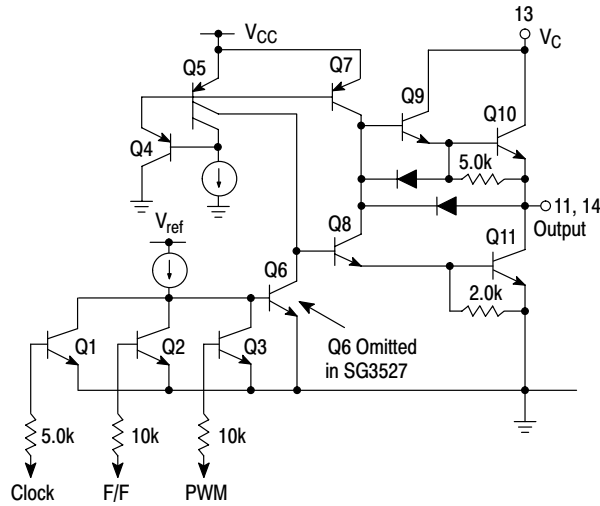 13
V_CC
V_C
Q5
Q7
Q9
Q10
Q4
5.0k
11, 14
Output
V_ref
Q8
Q11
Q6
2.0k
Q1
Q2
Q3
Q6 Omitted
in SG3527
5.0k
10k
10k
Clock
F/F
PWM